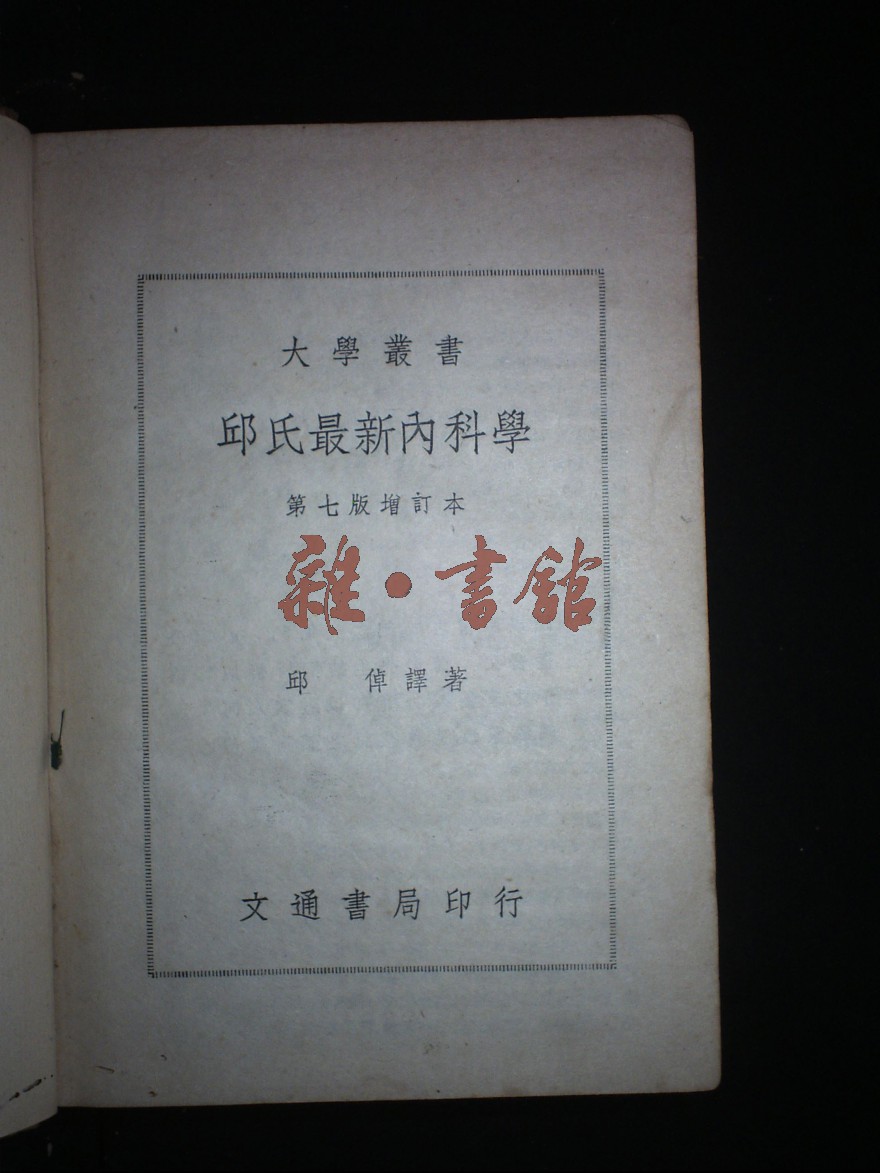 大學叢書
邱氏最新內科學
第七版增訂本
雜·書館
邱 倬譯著
文通書局印行